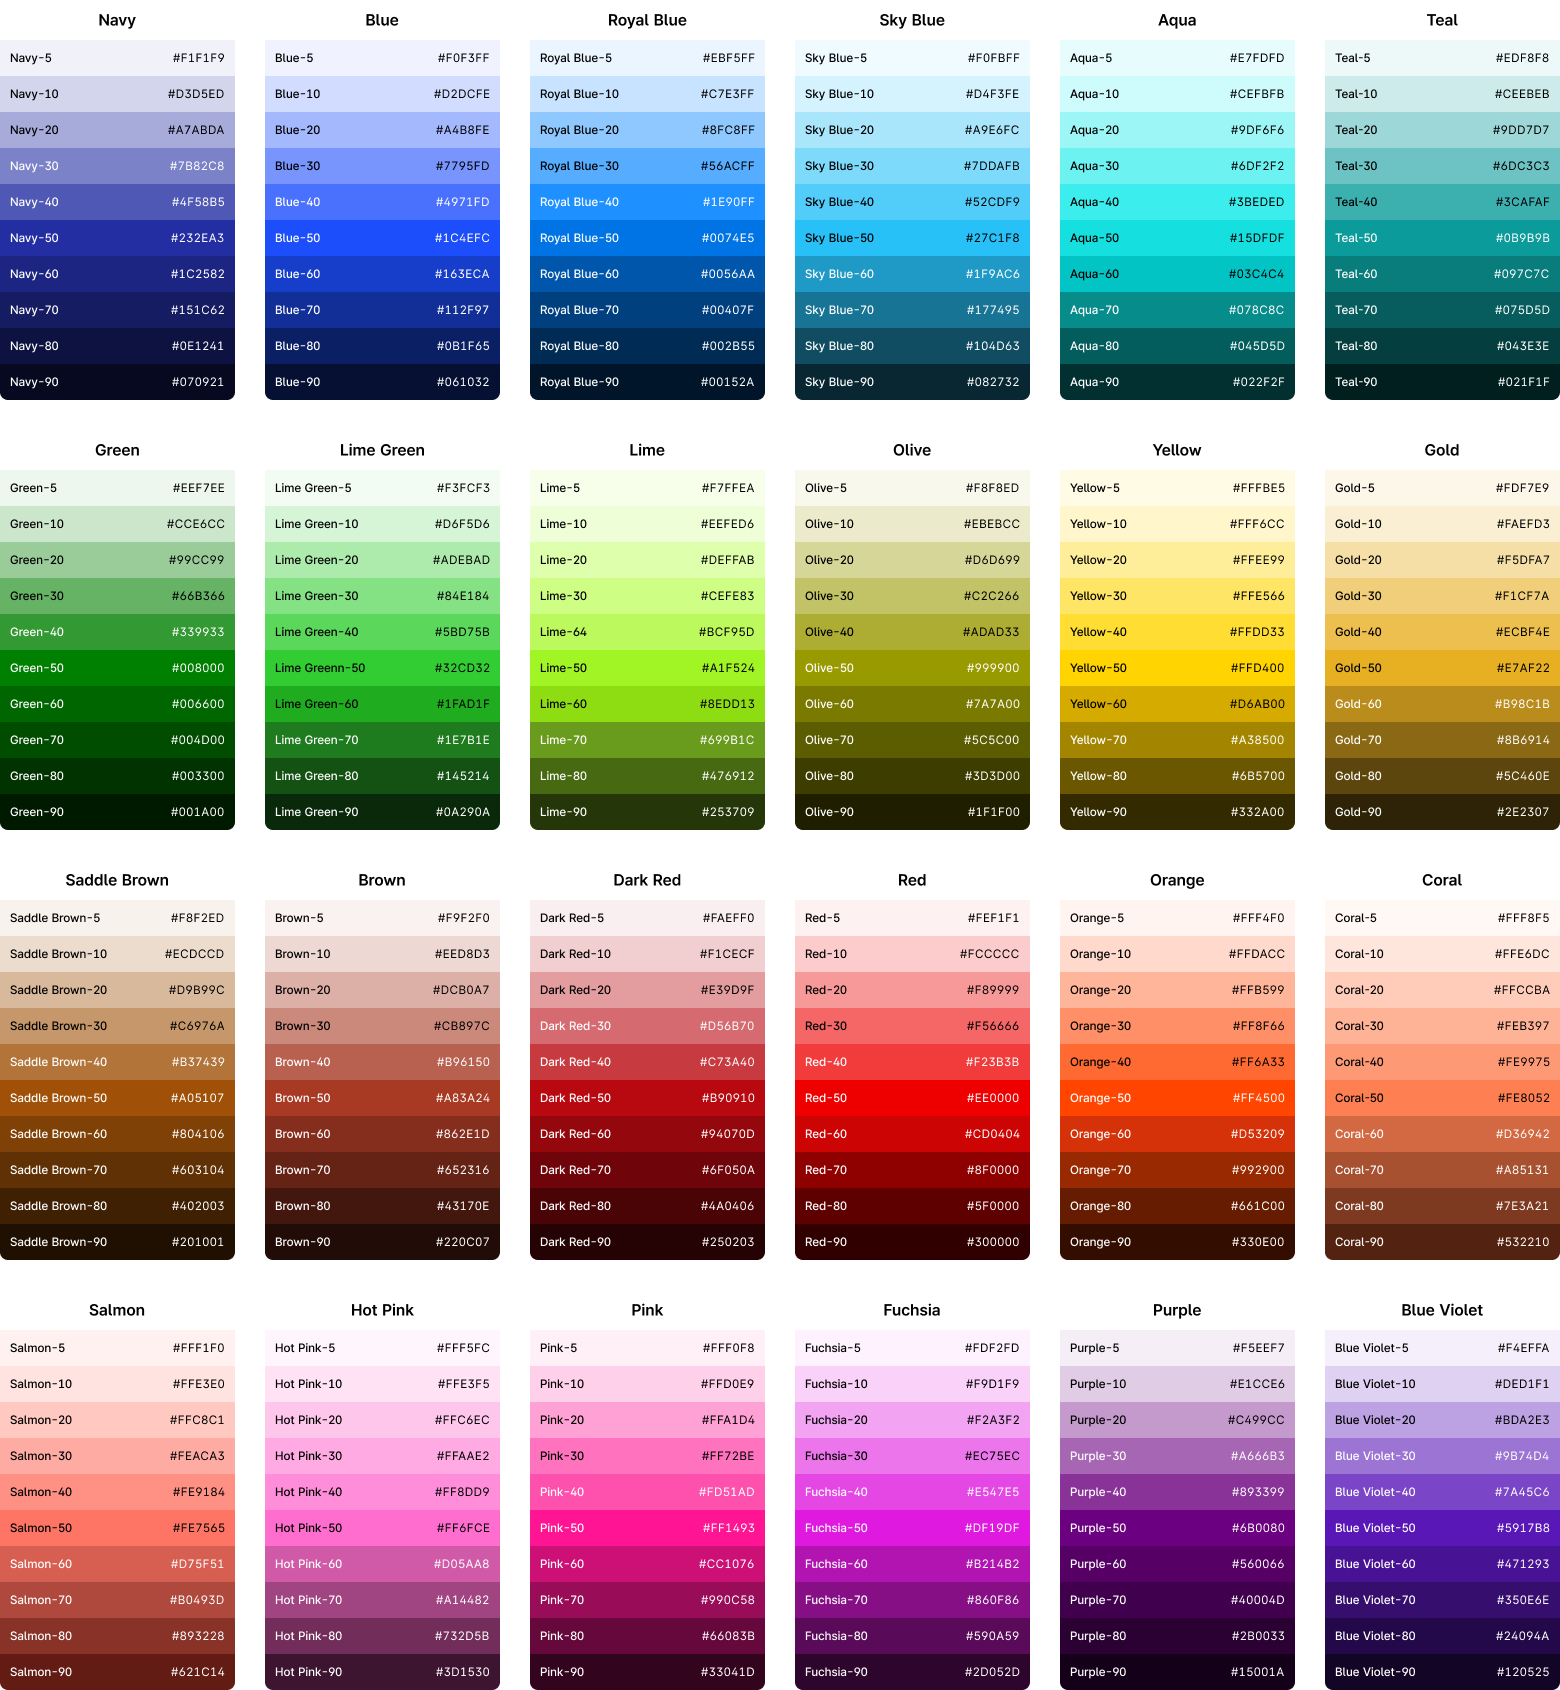 Navy
Navy-5 #F1F1F9
Navy-10 #D3D5ED
Navy-20 #A7ABDA
Navy-30 #7B82C8
Navy-40 #4F58B5
Navy-50 #232EA3
Navy-60 #1C2582
Navy-70 #151C62
Navy-80 #0E1241
Navy-90 #070921
Blue
Blue-5 #F0F3FF
Blue-10 #D2DCFE
Blue-20 #A4B8FE
Blue-30 #7795FD
Blue-40 #4971FD
Blue-50 #1C4EFC
Blue-60 #163ECA
Blue-70 #112F97
Blue-80 #0B1F65
Blue-90 #061032
Royal Blue
Royal Blue-5 #EBF5FF
Royal Blue-10 #C7E3FF
Royal Blue-20 #8FC8FF
Royal Blue-30 #56ACFF
Royal Blue-40 #1E90FF
Royal Blue-50 #0074E5
Royal Blue-60 #0056AA
Royal Blue-70 #00407F
Royal Blue-80 #002B55
Royal Blue-90 #00152A
Sky Blue
Sky Blue-5 #F0FBFF
Sky Blue-10 #D4F3FE
Sky Blue-20 #A9E6FC
Sky Blue-30 #7DDAFB
Sky Blue-40 #52CDF9
Sky Blue-50 #27C1F8
Sky Blue-60 #1F9AC6
Sky Blue-70 #177495
Sky Blue-80 #104D63
Sky Blue-90 #082732
Aqua
Aqua-5 #E7FDFD
Aqua-10 #CEFBFB
Aqua-20 #9DF6F6
Aqua-30 #6DF2F2
Aqua-40 #3BEDED
Aqua-50 #15DFDF
Aqua-60 #03C4C4
Aqua-70 #078C8C
Aqua-80 #045D5D
Aqua-90 #022F2F
Teal
Teal-5 #EDF8F8
Teal-10 #CEEBEB
Teal-20 #9DD7D7
Teal-30 #6DC3C3
Teal-40 #3CAFAF
Teal-50 #0B9B9B
Teal-60 #097C7C
Teal-70 #075D5D
Teal-80 #043E3E
Teal-90 #021F1F
Green
Green-5 #EEF7EE
Green-10 #CCE6CC
Green-20 #99CC99
Green-30 #66B366
Green-40 #339933
Green-50 #008000
Green-60 #006600
Green-70 #004D00
Green-80 #003300
Green-90 #001A00
Lime Green
Lime Green-5 #F3FCF3
Lime Green-10 #D6F5D6
Lime Green-20 #ADEBAD
Lime Green-30 #84E184
Lime Green-40 #5BD75B
Lime Greenn-50 #32CD32
Lime Green-60 #1FAD1F
Lime Green-70 #1E7B1E
Lime Green-80 #145214
Lime Green-90 #0A290A
Lime
Lime-5 #F7FFEA
Lime-10 #EEFED6
Lime-20 #DEFFAB
Lime-30 #CEFE83
Lime-64 #BCF95D
Lime-50 #A1F524
Lime-60 #8EDD13
Lime-70 #699B1C
Lime-80 #476912
Lime-90 #253709
Olive
Olive-5 #F8F8ED
Olive-10 #EBEBCC
Olive-20 #D6D699
Olive-30 #C2C266
Olive-40 #ADAD33
Olive-50 #999900
Olive-60 #7A7A00
Olive-70 #5C5C00
Olive-80 #3D3D00
Olive-90 #1F1F00
Yellow
Yellow-5 #FFFBE5
Yellow-10 #FFF6CC
Yellow-20 #FFEE99
Yellow-30 #FFE566
Yellow-40 #FFDD33
Yellow-50 #FFD400
Yellow-60 #D6AB00
Yellow-70 #A38500
Yellow-80 #6B5700
Yellow-90 #332A00
Gold
Gold-5 #FDF7E9
Gold-10 #FAEFD3
Gold-20 #F5DFA7
Gold-30 #F1CF7A
Gold-40 #ECBF4E
Gold-50 #E7AF22
Gold-60 #B98C1B
Gold-70 #8B6914
Gold-80 #5C460E
Gold-90 #2E2307
Saddle Brown
Saddle Brown-5 #F8F2ED
Saddle Brown-10 #ECDCCD
Saddle Brown-20 #D9B99C
Saddle Brown-30 #C6976A
Saddle Brown-40 #B37439
Saddle Brown-50 #A05107
Saddle Brown-60 #804106
Saddle Brown-70 #603104
Saddle Brown-80 #402003
Saddle Brown-90 #201001
Brown
Brown-5 #F9F2F0
Brown-10 #EED8D3
Brown-20 #DCB0A7
Brown-30 #CB897C
Brown-40 #B96150
Brown-50 #A83A24
Brown-60 #862E1D
Brown-70 #652316
Brown-80 #43170E
Brown-90 #220C07
Dark Red
Dark Red-5 #FAEFF0
Dark Red-10 #F1CECF
Dark Red-20 #E39D9F
Dark Red-30 #D56B70
Dark Red-40 #C73A40
Dark Red-50 #B90910
Dark Red-60 #94070D
Dark Red-70 #6F050A
Dark Red-80 #4A0406
Dark Red-90 #250203
Red
Red-5 #FEF1F1
Red-10 #FCCCCC
Red-20 #F89999
Red-30 #F56666
Red-40 #F23B3B
Red-50 #EE0000
Red-60 #CD0404
Red-70 #8F0000
Red-80 #5F0000
Red-90 #300000
Orange
Orange-5 #FFF4F0
Orange-10 #FFDACC
Orange-20 #FFB599
Orange-30 #FF8F66
Orange-40 #FF6A33
Orange-50 #FF4500
Orange-60 #D53209
Orange-70 #992900
Orange-80 #661C00
Orange-90 #330E00
Coral
Coral-5 #FFF8F5
Coral-10 #FFE6DC
Coral-20 #FFCCBA
Coral-30 #FEB397
Coral-40 #FE9975
Coral-50 #FE8052
Coral-60 #D36942
Coral-70 #A85131
Coral-80 #7E3A21
Coral-90 #532210
Salmon
Salmon-5 #FFF1F0
Salmon-10 #FFE3E0
Salmon-20 #FFC8C1
Salmon-30 #FEACA3
Salmon-40 #FE9184
Salmon-50 #FE7565
Salmon-60 #D75F51
Salmon-70 #B0493D
Salmon-80 #893228
Salmon-90 #621C14
Hot Pink
Hot Pink-5 #FFF5FC
Hot Pink-10 #FFE3F5
Hot Pink-20 #FFC6EC
Hot Pink-30 #FFAAE2
Hot Pink-40 #FF8DD9
Hot Pink-50 #FF6FCE
Hot Pink-60 #D05AA8
Hot Pink-70 #A14482
Hot Pink-80 #732D5B
Hot Pink-90 #3D1530
Pink
Pink-5 #FFF0F8
Pink-10 #FFD0E9
Pink-20 #FFA1D4
Pink-30 #FF72BE
Pink-40 #FD51AD
Pink-50 #FF1493
Pink-60 #CC1076
Pink-70 #990C58
Pink-80 #66083B
Pink-90 #33041D
Fuchsia
Fuchsia-5 #FDF2FD
Fuchsia-10 #F9D1F9
Fuchsia-20 #F2A3F2
Fuchsia-30 #EC75EC
Fuchsia-40 #E547E5
Fuchsia-50 #DF19DF
Fuchsia-60 #B214B2
Fuchsia-70 #860F86
Fuchsia-80 #590A59
Fuchsia-90 #2D052D
Purple
Purple-5 #F5EEF7
Purple-10 #E1CCE6
Purple-20 #C499CC
Purple-30 #A666B3
Purple-40 #893399
Purple-50 #6B0080
Purple-60 #560066
Purple-70 #40004D
Purple-80 #2B0033
Purple-90 #15001A
Blue Violet
Blue Violet-5 #F4EFFA
Blue Violet-10 #DED1F1
Blue Violet-20 #BDA2E3
Blue Violet-30 #9B74D4
Blue Violet-40 #7A45C6
Blue Violet-50 #5917B8
Blue Violet-60 #471293
Blue Violet-70 #350E6E
Blue Violet-80 #24094A
Blue Violet-90 #120525